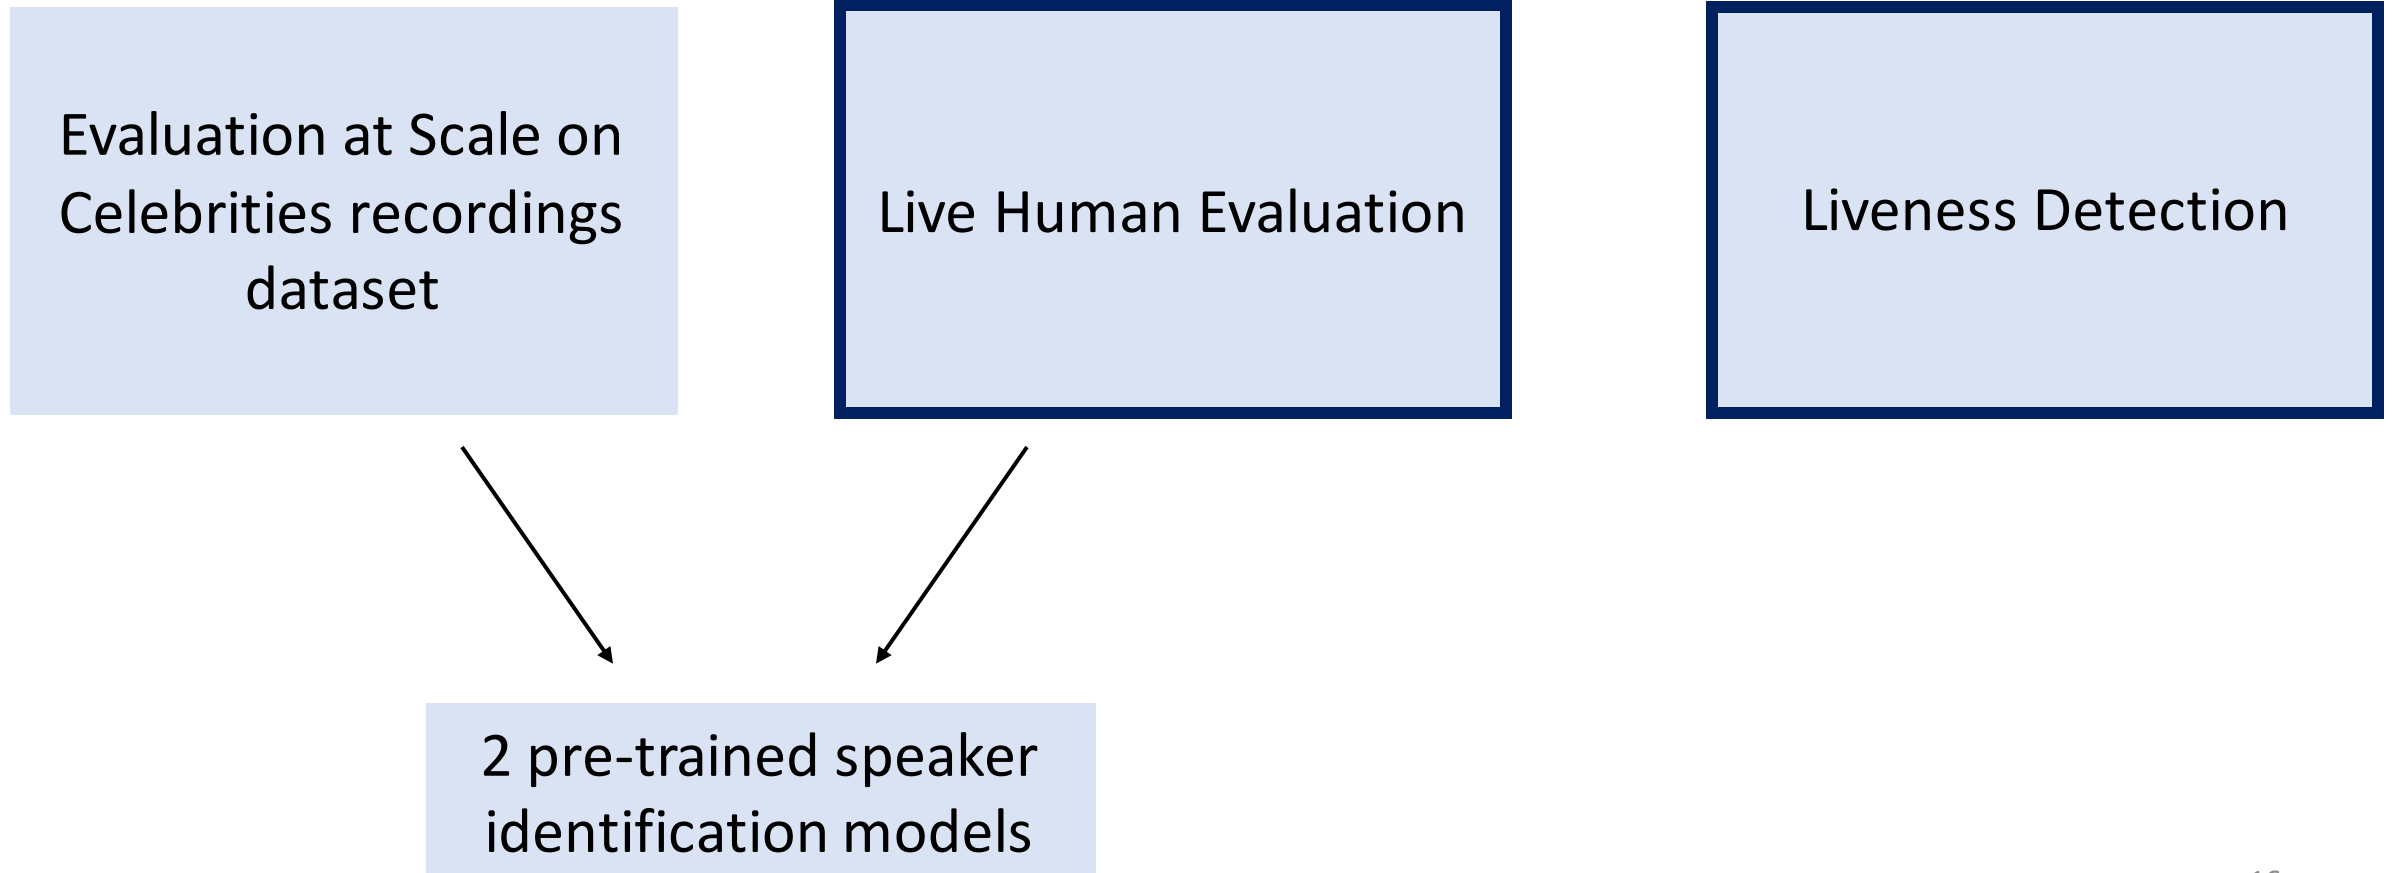 Evaluation at Scale on
Celebrities recordings
dataset
Live Human Evaluation
Liveness Detection
2 pre-trained speaker
identification models